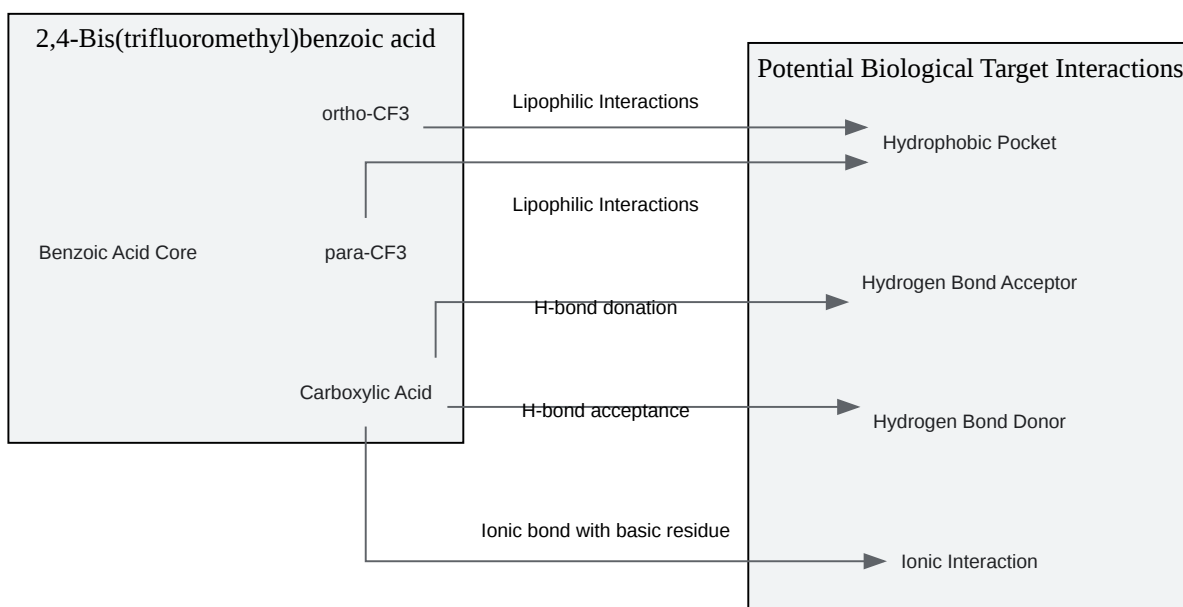 2,4-Bis(trifluoromethyl)benzoic acid
Potential Biological Target Interactions
ortho-CF3
Lipophilic Interactions
Hydrophobic Pocket
Lipophilic Interactions
Benzoic Acid Core
para-CF3
Hydrogen Bond Acceptor
H-bond donation
Carboxylic Acid
H-bond acceptance
Hydrogen Bond Donor
Ionic bond with basic residue
Ionic Interaction